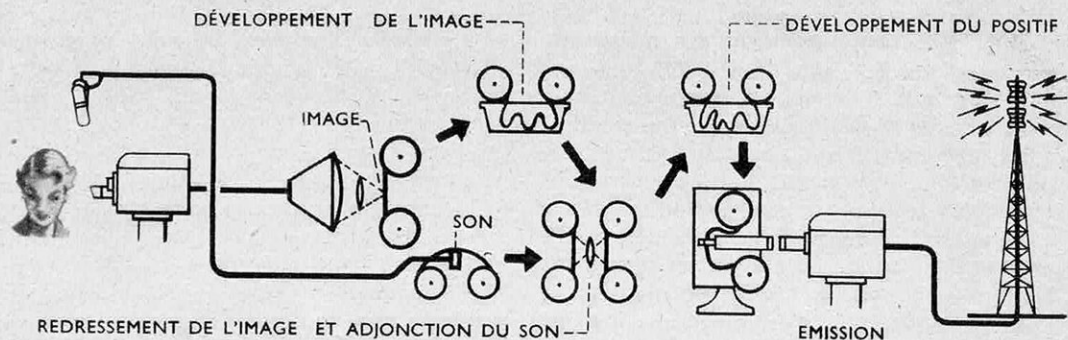 DÉVELOPPEMENT DE L'IMAGE
DÉVELOPPEMENT DU POSITIF
IMAGE
SON
REDRESSEMENT DE L'IMAGE ET ADJONCTION DU SON
EMISSION